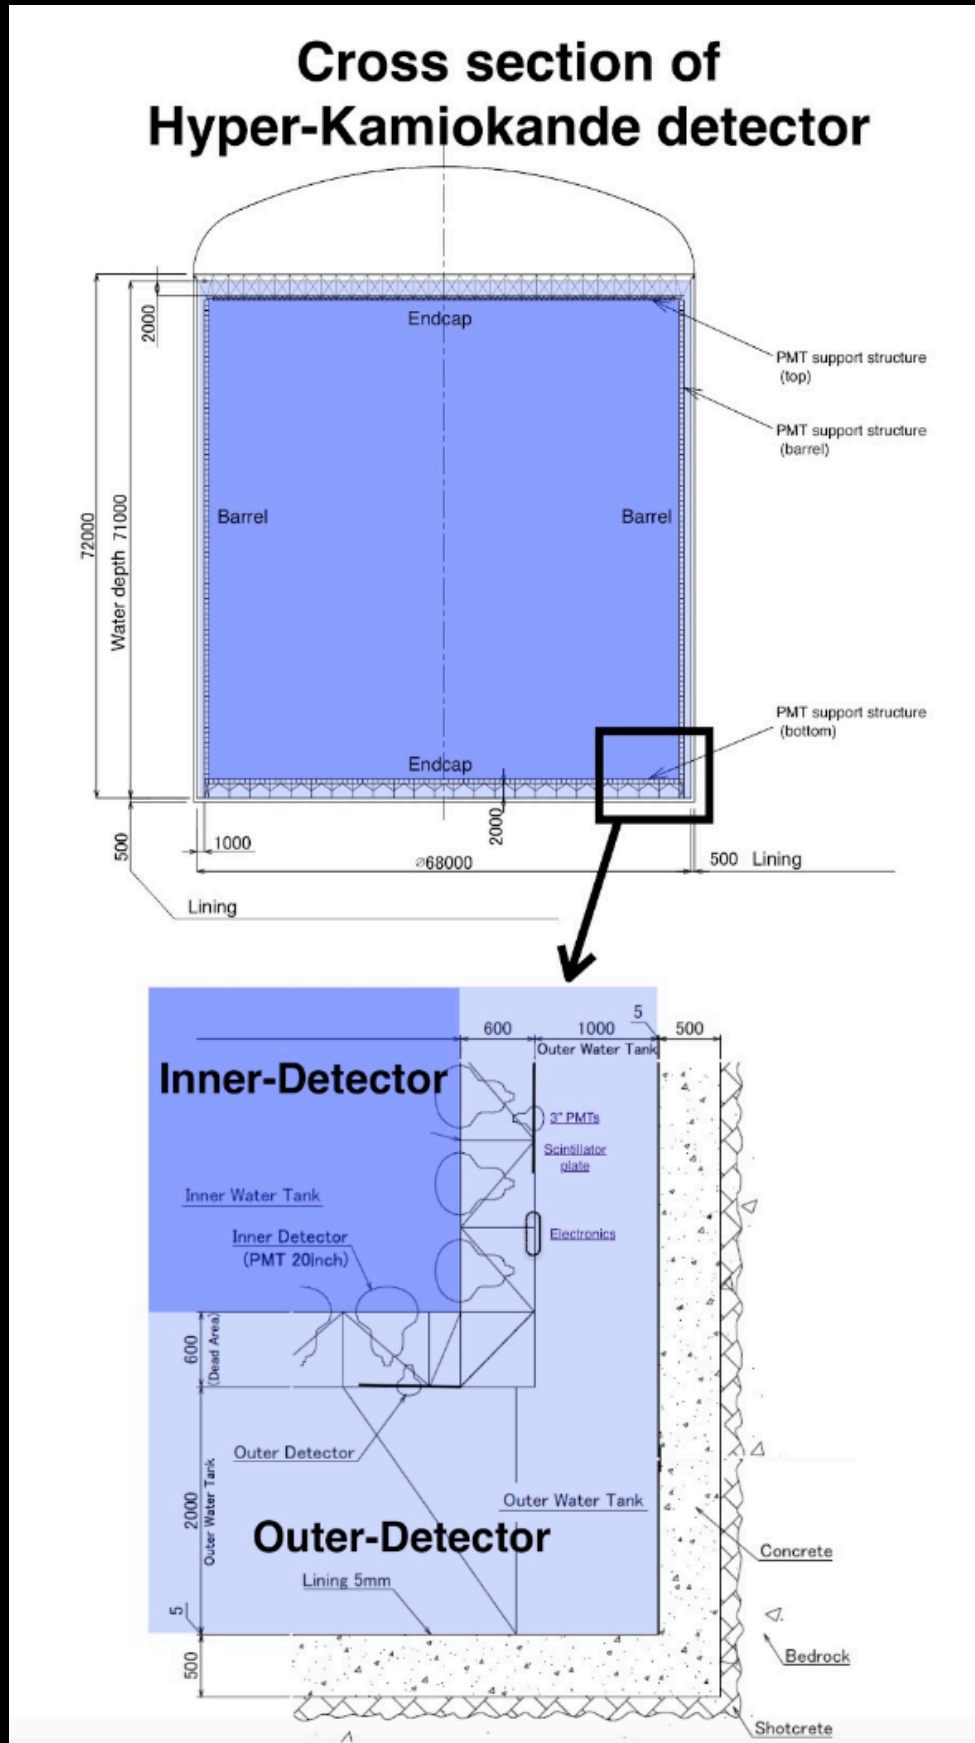 Cross section of
Hyper-Kamiokande detector
2000
Endcap
PMT support structure
(top)
PMT support structure
(barrel)
72000
Water depth 71000
Barrel
Barrel
PMT support structure
(bottom)
Endcap
2000
500
1000
⌀68000
500 Lining
Lining
5
600
1000
500
Outer Water Tank
Inner-Detector
3" PMTs
Scintillator
plate
Inner Water Tank
Inner Detector
(PMT 20inch)
Electronics
600
(Dead Area)
Outer Detector
2000
Outer Water Tank
Outer Water Tank
Outer-Detector
Concrete
Lining 5mm
5
500
Bedrock
Shotcrete